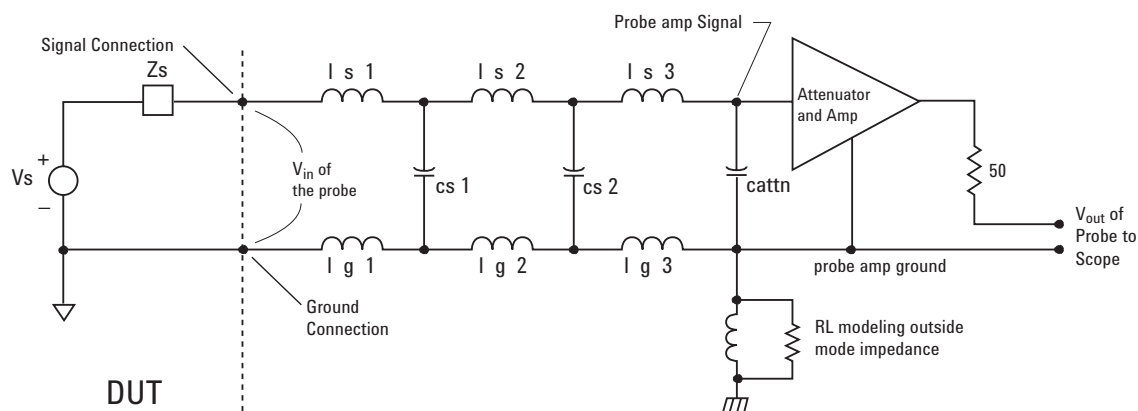 Probe amp Signal
Signal Connection
Zs
l s 1
l s 2
l s 3
Attenuator
and Amp
+
Vs
−
Vin of
the probe
cs 1
cs 2
cattn
50
Vout of
Probe to
Scope
l g 1
l g 2
l g 3
probe amp ground
Ground
Connection
RL modeling outside
mode impedance
DUT